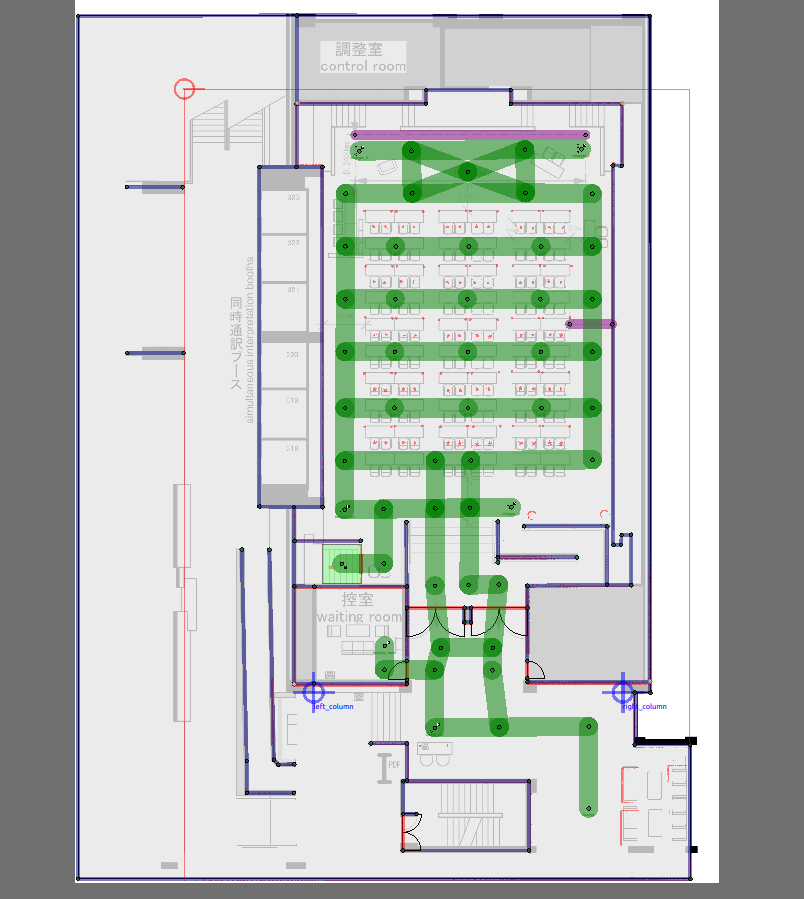 調整室
control room
323
322
321
320
319
318
同時通訳ブース
simultaneous interpretation booths
控室
waiting room
left_column
right_column
PDP